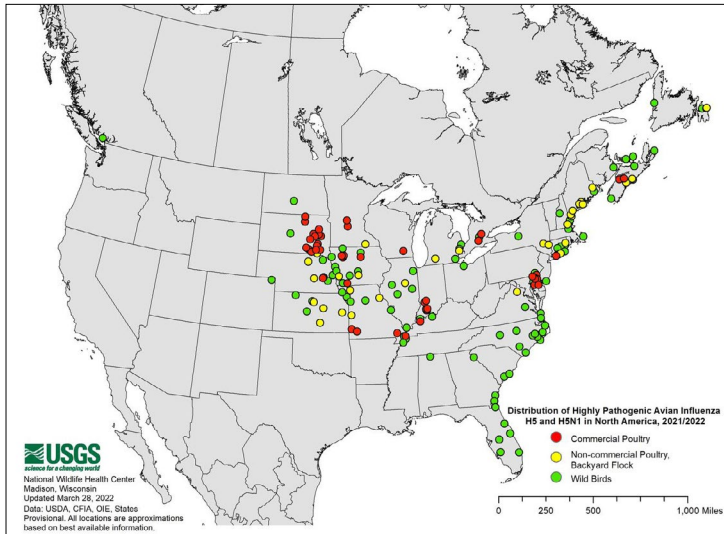 Distribution of Highly Pathogenic Avian Influenza
H5 and H5N1 in North America, 2021/2022
Commercial Poultry
Non-commercial Poultry,
Backyard Flock
Wild Birds
0 250 500 1,000 Miles
USGS
science for a changing world
National Wildlife Health Center
Madison, Wisconsin
Updated March 28, 2022
Data: USDA, CFIA, OIE, States
Provisional. All locations are approximations
based on best available information.